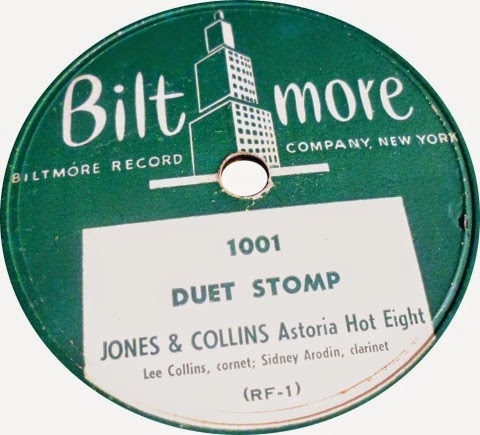 Bilt more
BILTMORE RECORD COMPANY, NEW YORK
1001
DUET STOMP
JONES & COLLINS Astoria Hot Eight
Lee Collins, cornet; Sidney Arodin, clarinet
(RF-1)